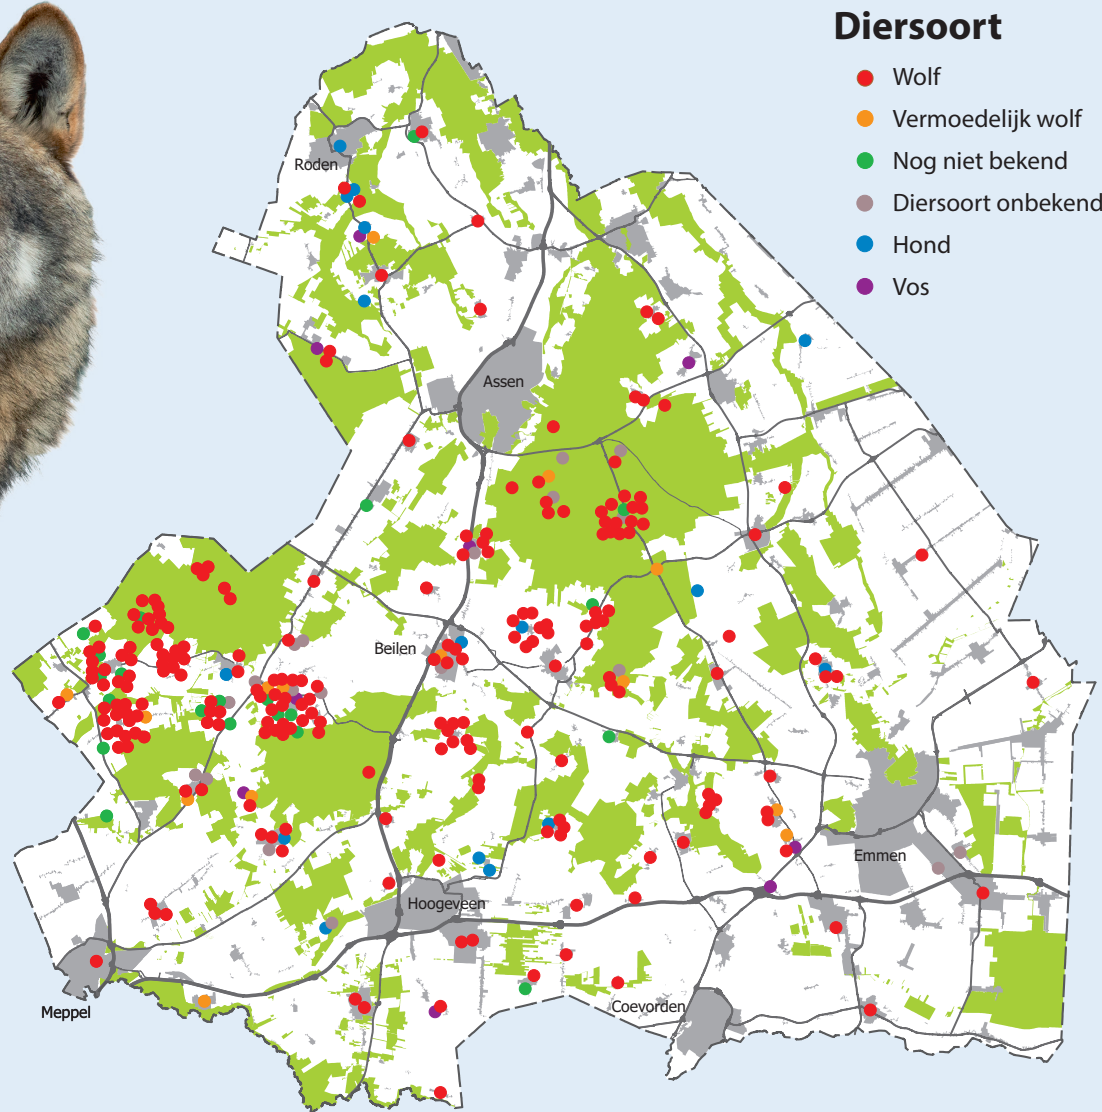 Diersoort
Wolf
Vermoedelijk wolf
Nog niet bekend
Diersoort onbekend
Hond
Vos
Roden
Assen
Beilen
Emmen
Hoogeveen
Coevorden
Meppel